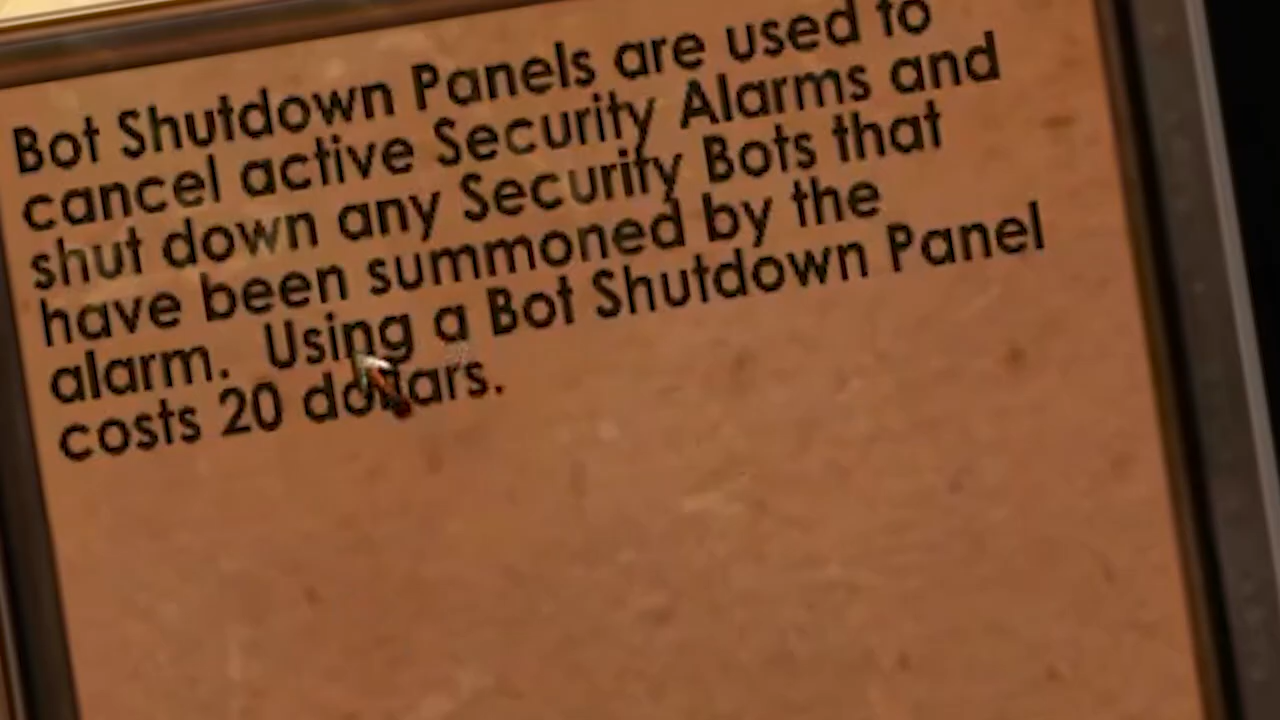 Bot Shutdown Panels are used to
cancel active Security Alarms and
shut down any Security Bots that
have been summoned by the
alarm.  Using a Bot Shutdown Panel
costs 20 dollars.